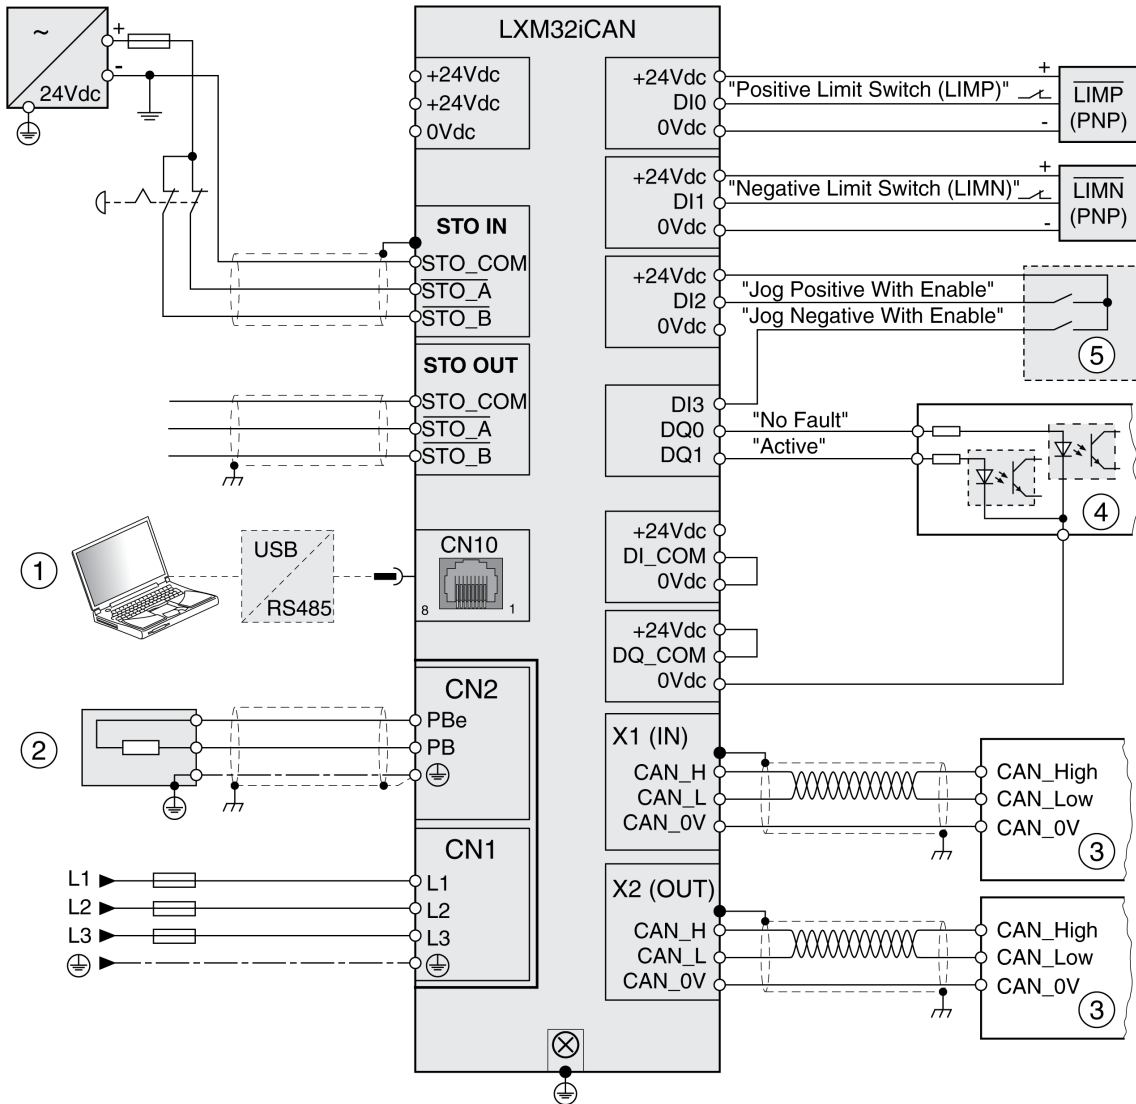 LXM32iCAN
~
24Vdc
+
-
+24Vdc
+24Vdc
0Vdc
STO IN
STO_COM
STO_A
STO_B
STO OUT
STO_COM
STO_A
STO_B
1
USB
RS485
CN10
8 1
2
CN2
PBe
PB
CN1
L1 L1
L2 L2
L3 L3
+24Vdc +
DI0 "Positive Limit Switch (LIMP)"
0Vdc -
LIMP
(PNP)
+24Vdc +
DI1 "Negative Limit Switch (LIMN)"
0Vdc -
LIMN
(PNP)
+24Vdc
DI2 "Jog Positive With Enable"
0Vdc "Jog Negative With Enable"
5
DI3
DQ0 "No Fault"
DQ1 "Active"
4
+24Vdc
DI_COM
0Vdc
+24Vdc
DQ_COM
0Vdc
X1 (IN)
CAN_H CAN_High
CAN_L CAN_Low
CAN_0V CAN_0V
3
X2 (OUT)
CAN_H CAN_High
CAN_L CAN_Low
CAN_0V CAN_0V
3